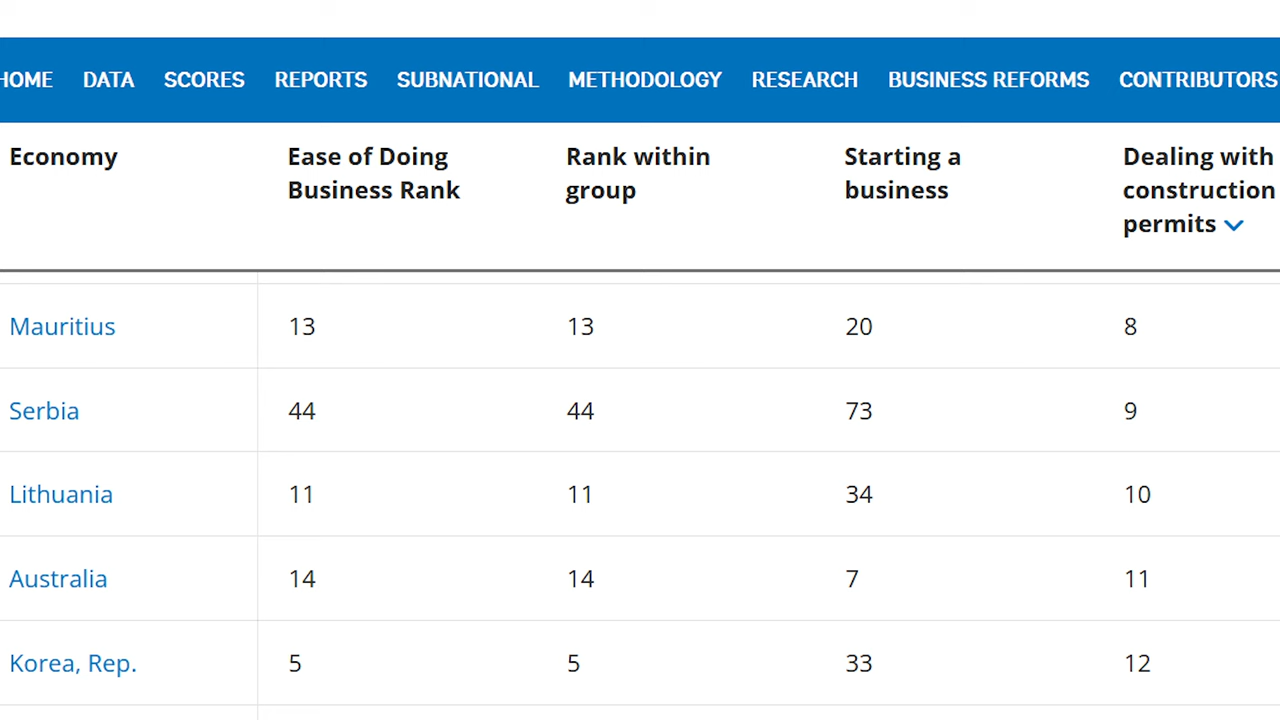 HOME DATA SCORES REPORTS SUBNATIONAL METHODOLOGY RESEARCH BUSINESS REFORMS CONTRIBUTORS
Economy Ease of Doing Rank within Starting a Dealing with
Business Rank group business construction
permits
Mauritius 13 13 20 8
Serbia 44 44 73 9
Lithuania 11 11 34 10
Australia 14 14 7 11
Korea, Rep. 5 5 33 12